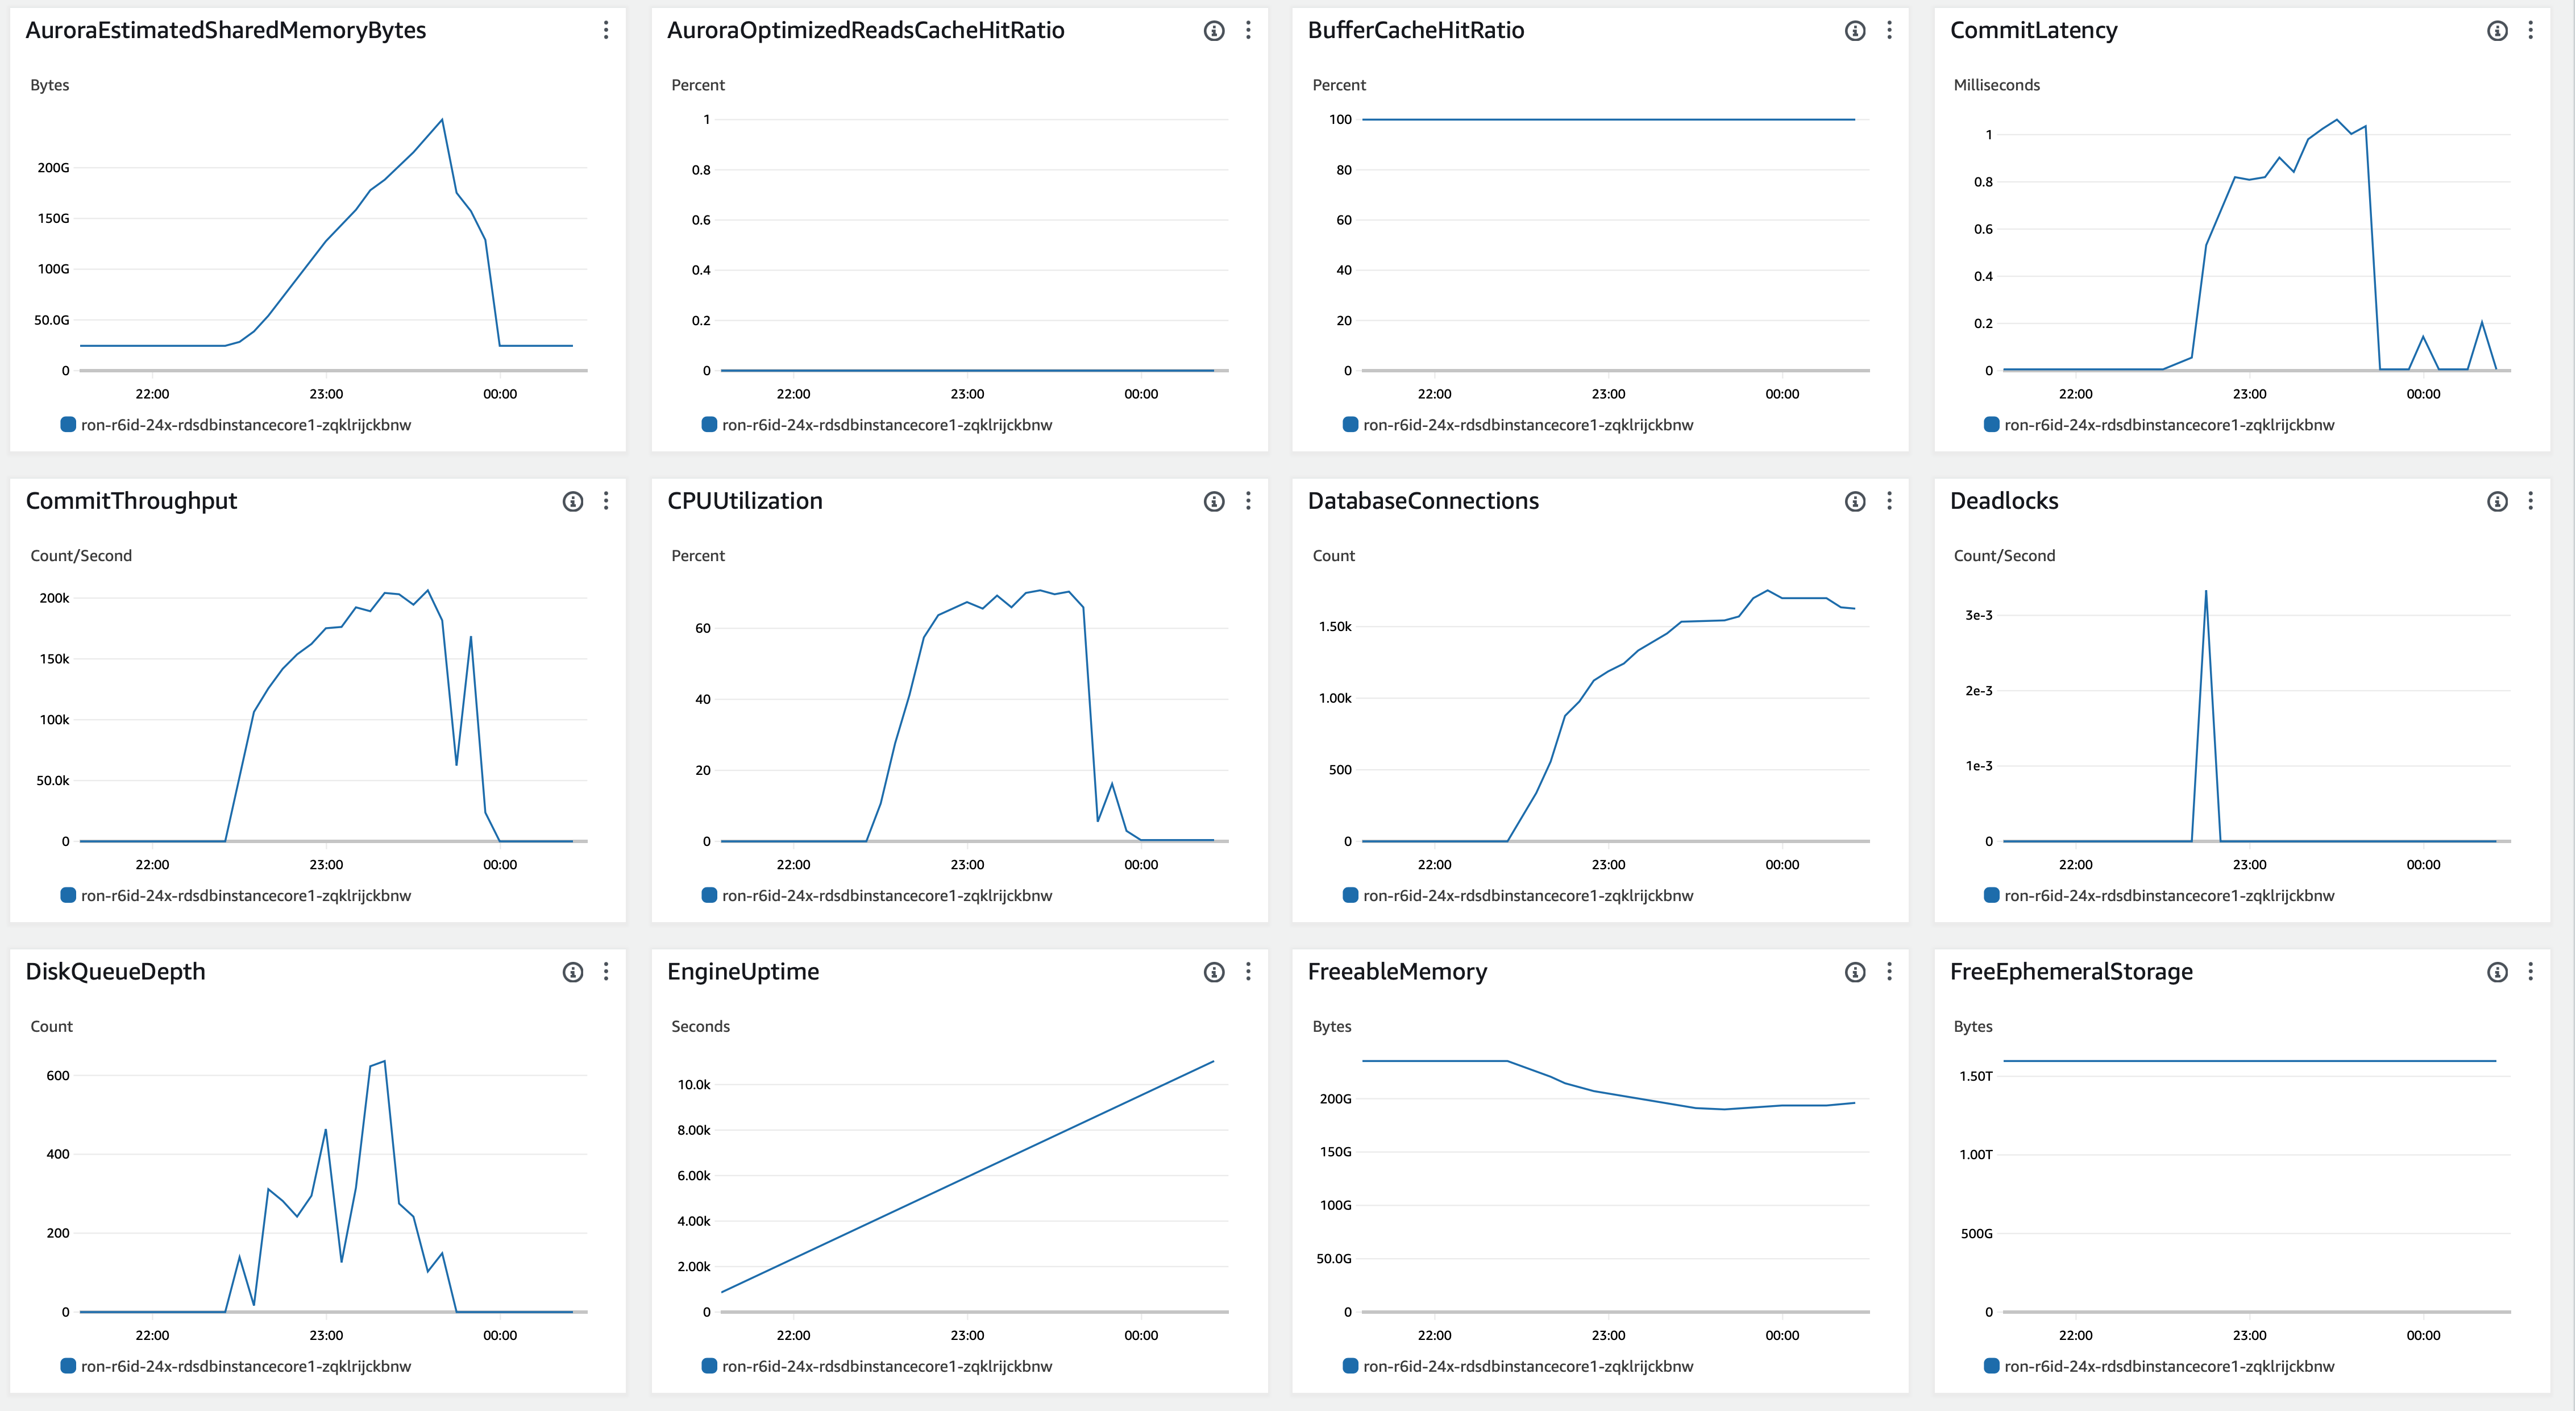 AuroraEstimatedSharedMemoryBytes
Bytes
200G
150G
100G
50.0G
0
22:00 23:00 00:00
ron-r6id-24x-rdsdbinstancecore1-zqklrijckbnw
AuroraOptimizedReadsCacheHitRatio
Percent
1
0.8
0.6
0.4
0.2
0
22:00 23:00 00:00
ron-r6id-24x-rdsdbinstancecore1-zqklrijckbnw
BufferCacheHitRatio
Percent
100
80
60
40
20
0
22:00 23:00 00:00
ron-r6id-24x-rdsdbinstancecore1-zqklrijckbnw
CommitLatency
Milliseconds
1
0.8
0.6
0.4
0.2
0
22:00 23:00 00:00
ron-r6id-24x-rdsdbinstancecore1-zqklrijckbnw
CommitThroughput
Count/Second
200k
150k
100k
50.0k
0
22:00 23:00 00:00
ron-r6id-24x-rdsdbinstancecore1-zqklrijckbnw
CPUUtilization
Percent
60
40
20
0
22:00 23:00 00:00
ron-r6id-24x-rdsdbinstancecore1-zqklrijckbnw
DatabaseConnections
Count
1.50k
1.00k
500
0
22:00 23:00 00:00
ron-r6id-24x-rdsdbinstancecore1-zqklrijckbnw
Deadlocks
Count/Second
3e-3
2e-3
1e-3
0
22:00 23:00 00:00
ron-r6id-24x-rdsdbinstancecore1-zqklrijckbnw
DiskQueueDepth
Count
600
400
200
0
22:00 23:00 00:00
ron-r6id-24x-rdsdbinstancecore1-zqklrijckbnw
EngineUptime
Seconds
10.0k
8.00k
6.00k
4.00k
2.00k
0
22:00 23:00 00:00
ron-r6id-24x-rdsdbinstancecore1-zqklrijckbnw
FreeableMemory
Bytes
200G
150G
100G
50.0G
0
22:00 23:00 00:00
ron-r6id-24x-rdsdbinstancecore1-zqklrijckbnw
FreeEphemeralStorage
Bytes
1.50T
1.00T
500G
0
22:00 23:00 00:00
ron-r6id-24x-rdsdbinstancecore1-zqklrijckbnw